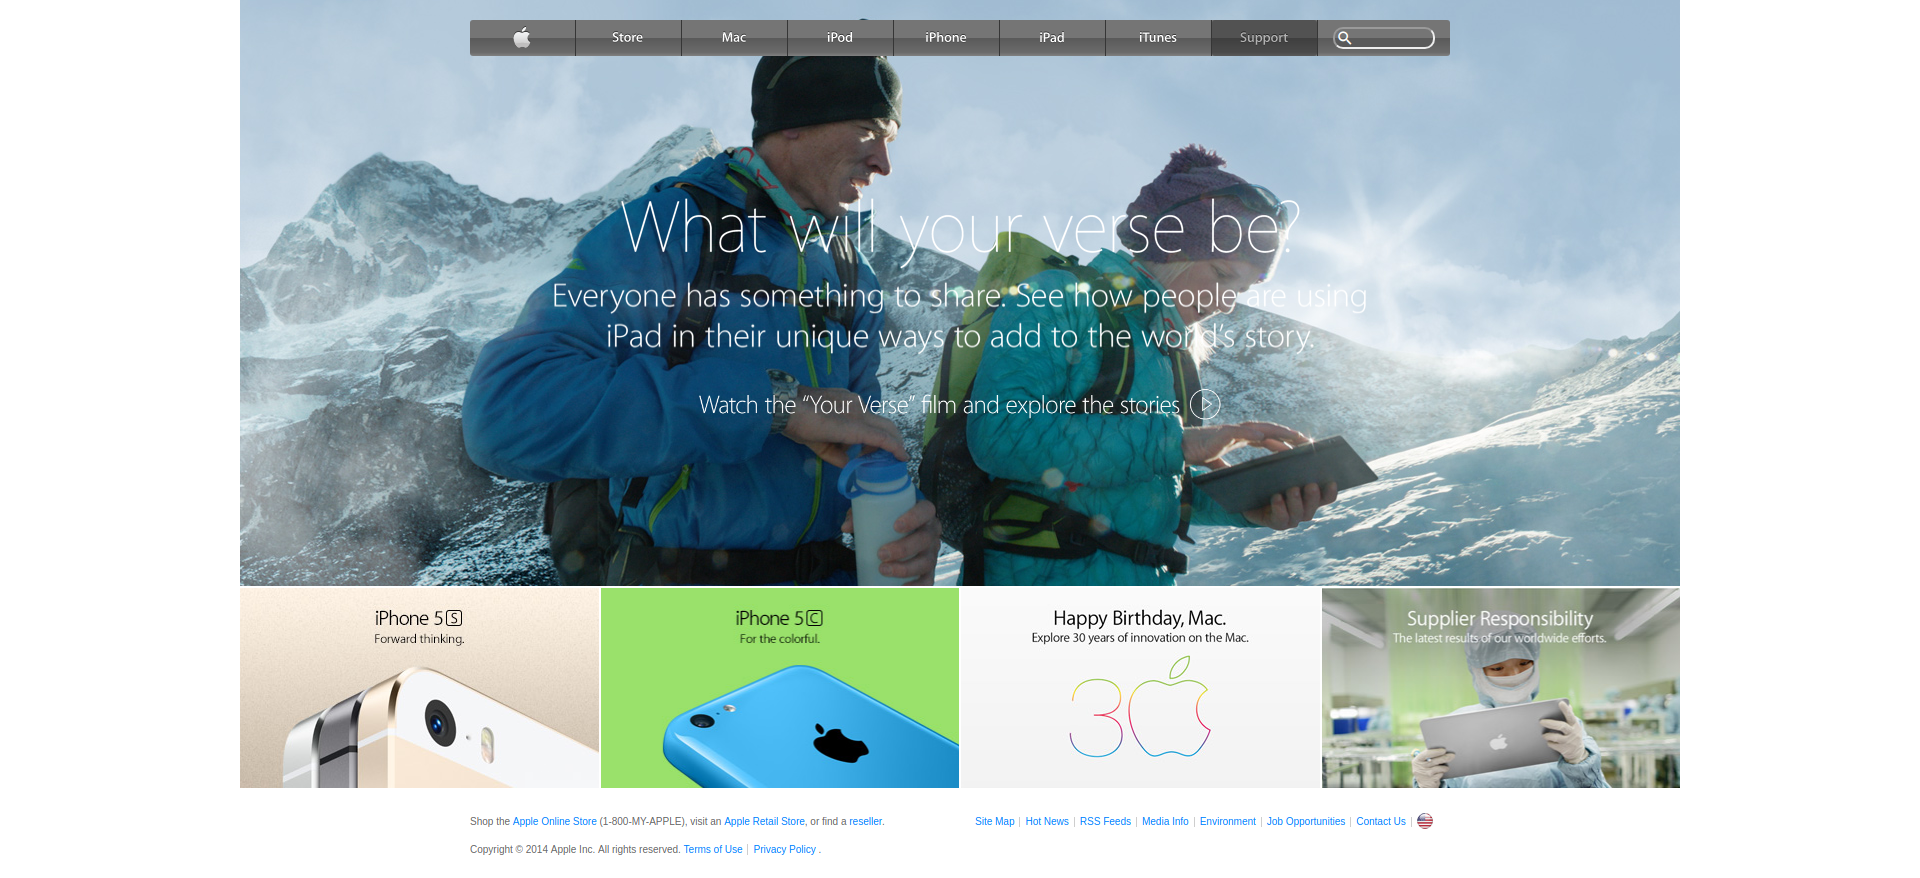 Store Mac iPod iPhone iPad iTunes Support
What will your verse be?
Everyone has something to share. See how people are using
iPad in their unique ways to add to the world's story.
Watch the “Your Verse” film and explore the stories
iPhone 5S
Forward thinking.
iPhone 5C
For the colorful.
Happy Birthday, Mac.
Explore 30 years of innovation on the Mac.
30
Supplier Responsibility
The latest results of our worldwide efforts.
Shop the Apple Online Store (1-800-MY-APPLE), visit an Apple Retail Store, or find a reseller.
Site Map | Hot News | RSS Feeds | Media Info | Environment | Job Opportunities | Contact Us |
Copyright © 2014 Apple Inc. All rights reserved. Terms of Use | Privacy Policy .